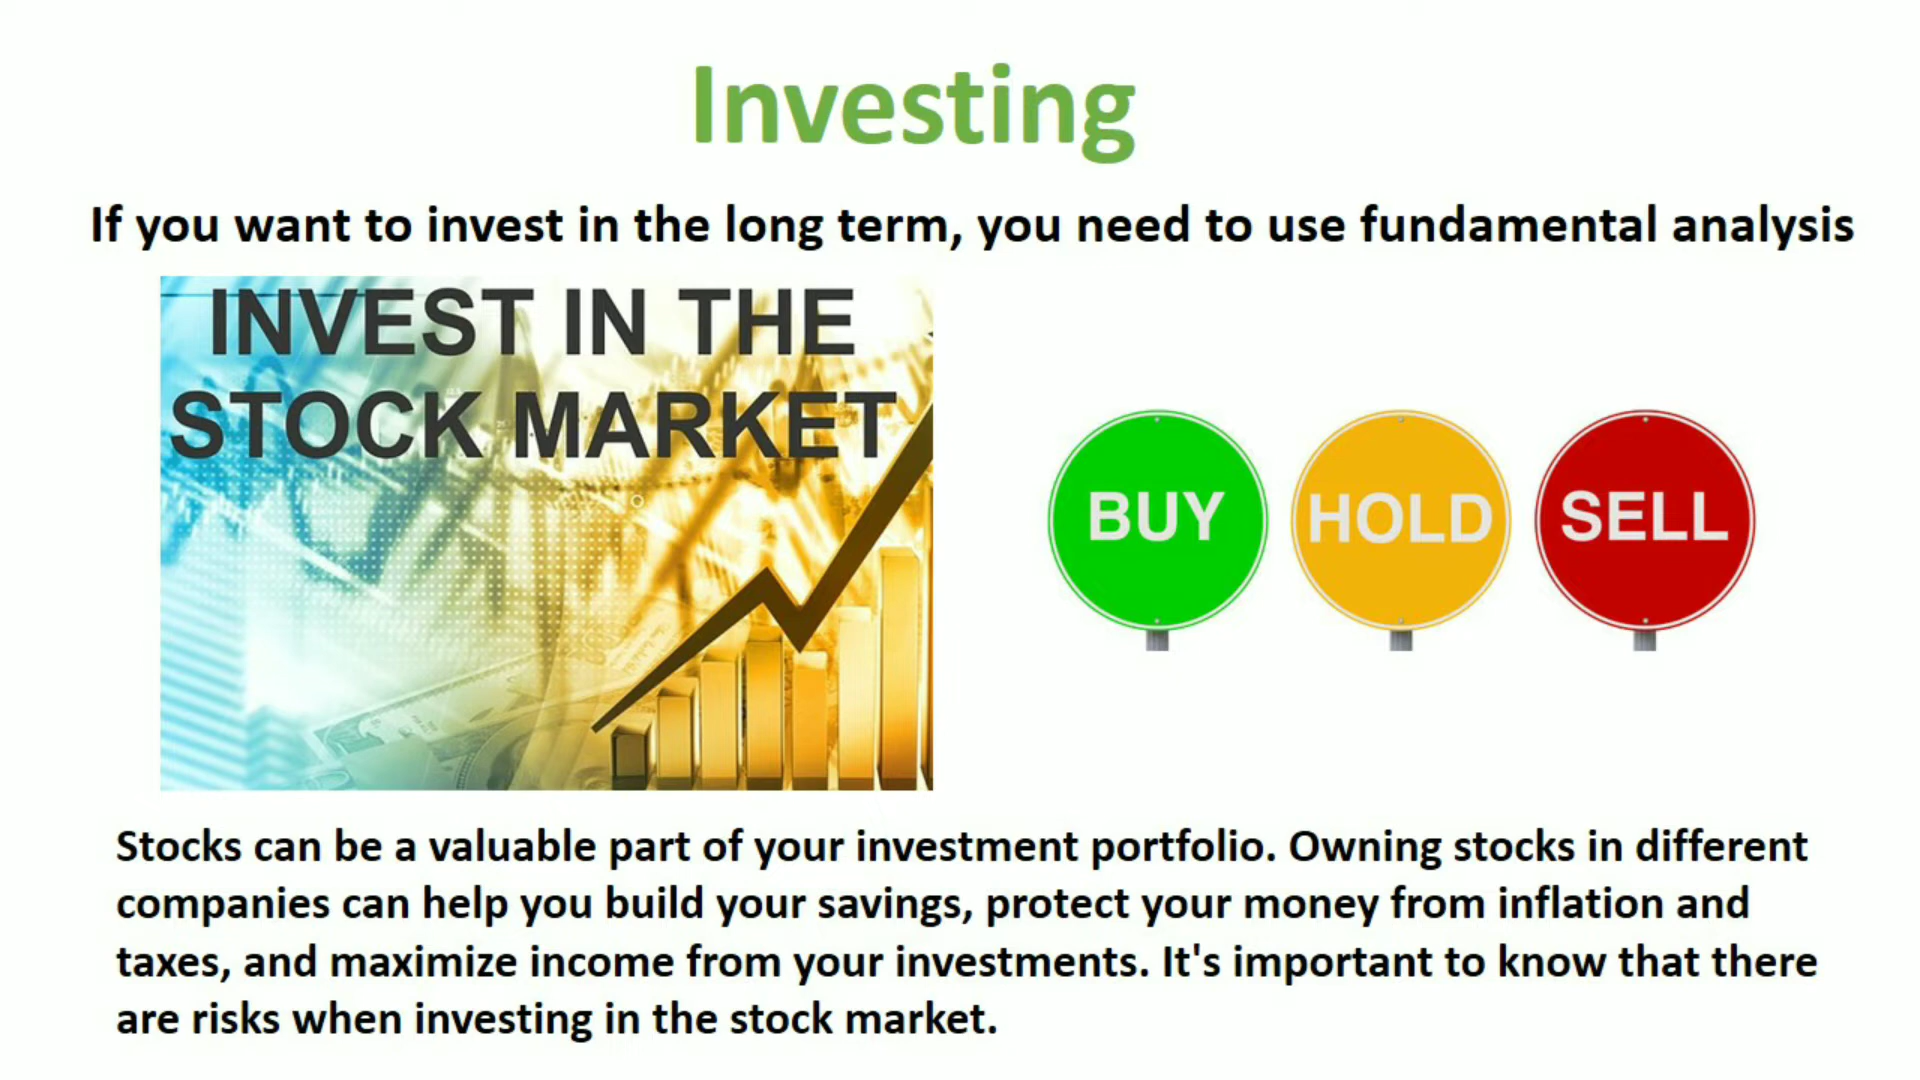 Investing
If you want to invest in the long term, you need to use fundamental analysis
INVEST IN THE
STOCK MARKET
BUY
HOLD
SELL
Stocks can be a valuable part of your investment portfolio. Owning stocks in different
companies can help you build your savings, protect your money from inflation and
taxes, and maximize income from your investments. It's important to know that there
are risks when investing in the stock market.